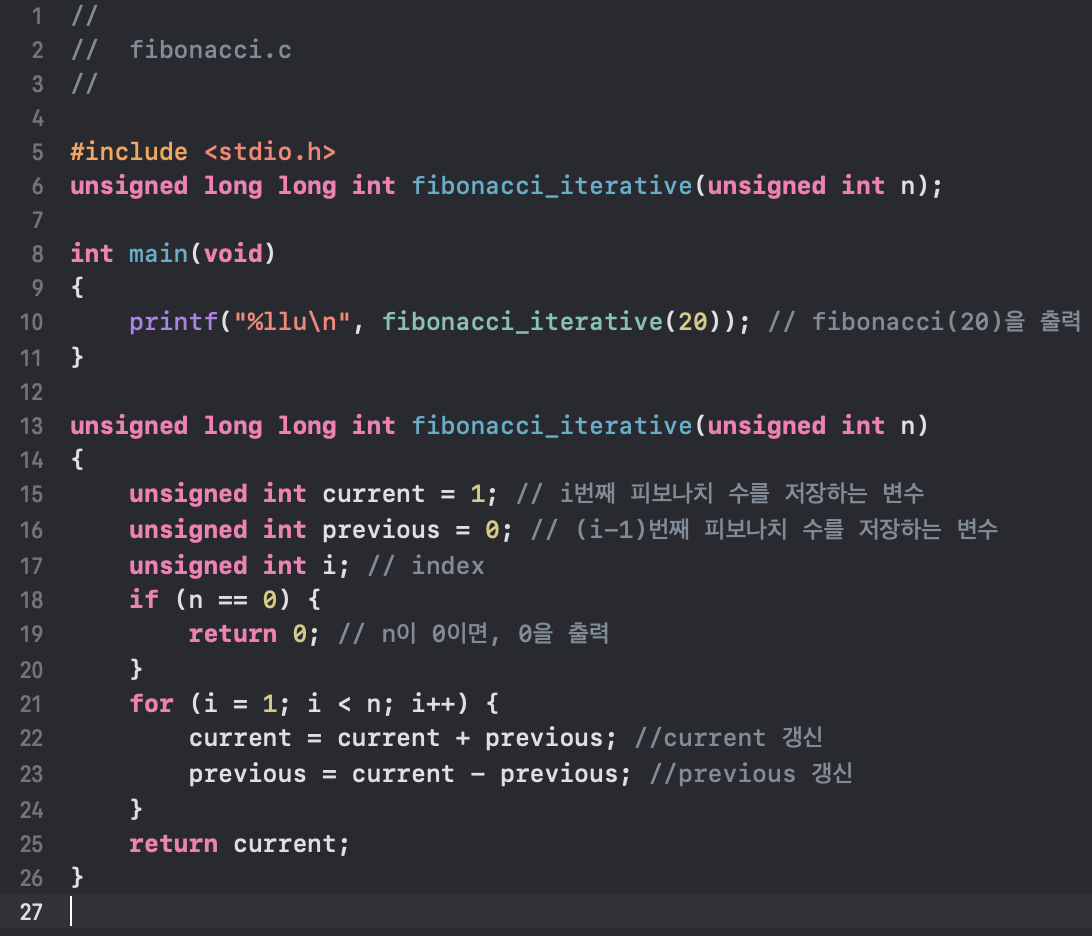 1 //
2 //  fibonacci.c
3 //
4
5 #include <stdio.h>
6 unsigned long long int fibonacci_iterative(unsigned int n);
7
8 int main(void)
9 {
10     printf("%llu\n", fibonacci_iterative(20)); // fibonacci(20)을 출력
11 }
12
13 unsigned long long int fibonacci_iterative(unsigned int n)
14 {
15     unsigned int current = 1; // i번째 피보나치 수를 저장하는 변수
16     unsigned int previous = 0; // (i-1)번째 피보나치 수를 저장하는 변수
17     unsigned int i; // index
18     if (n == 0) {
19         return 0; // n이 0이면, 0을 출력
20     }
21     for (i = 1; i < n; i++) {
22         current = current + previous; //current 갱신
23         previous = current - previous; //previous 갱신
24     }
25     return current;
26 }
27